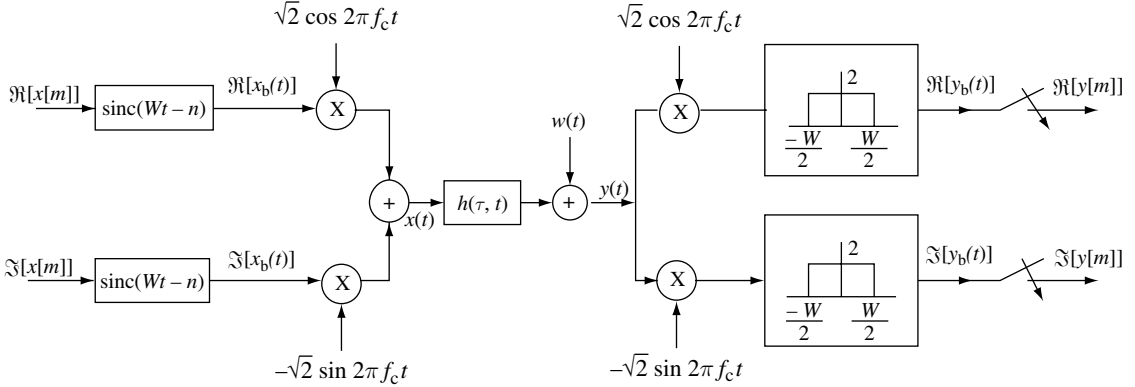 √2 cos 2πf_c t
√2 cos 2πf_c t
ℜ[x[m]]
sinc(Wt – n)
ℜ[x_b(t)]
X
X
2
–W/2
W/2
ℜ[y_b(t)]
ℜ[y[m]]
w(t)
+
x(t)
h(τ, t)
+
y(t)
ℑ[x[m]]
sinc(Wt – n)
ℑ[x_b(t)]
X
X
2
–W/2
W/2
ℑ[y_b(t)]
ℑ[y[m]]
–√2 sin 2πf_c t
–√2 sin 2πf_c t